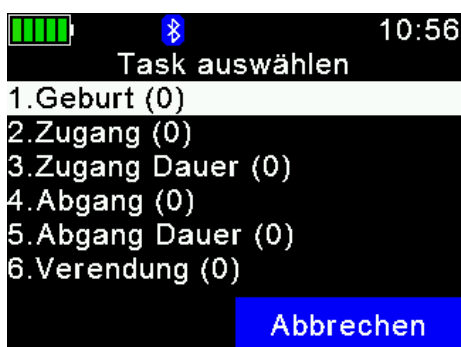 10:56
Task auswählen
1.Geburt (0)
2.Zugang (0)
3.Zugang Dauer (0)
4.Abgang (0)
5.Abgang Dauer (0)
6.Verendung (0)
Abbrechen